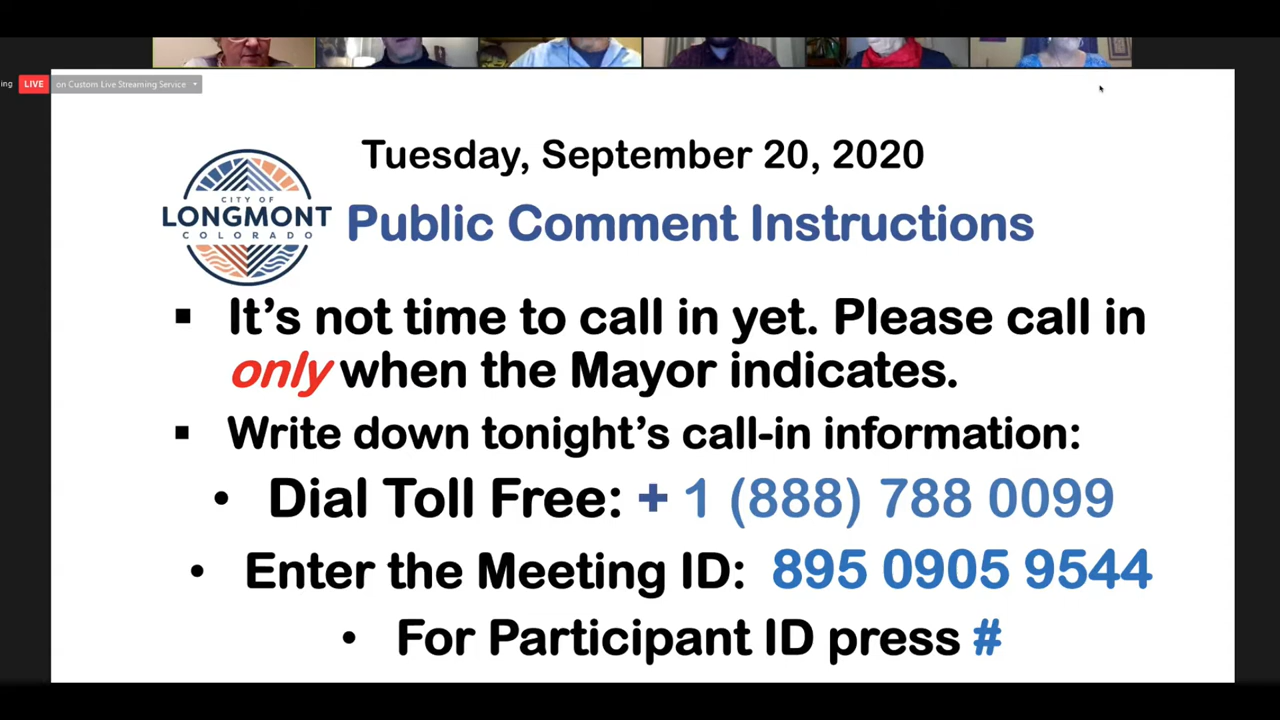 ing LIVE on Custom Live Streaming Service
Tuesday, September 20, 2020
CITY OF
LONGMONT
COLORADO
Public Comment Instructions
▪ It’s not time to call in yet. Please call in
only when the Mayor indicates.
▪ Write down tonight’s call-in information:
• Dial Toll Free: + 1 (888) 788 0099
• Enter the Meeting ID: 895 0905 9544
• For Participant ID press #